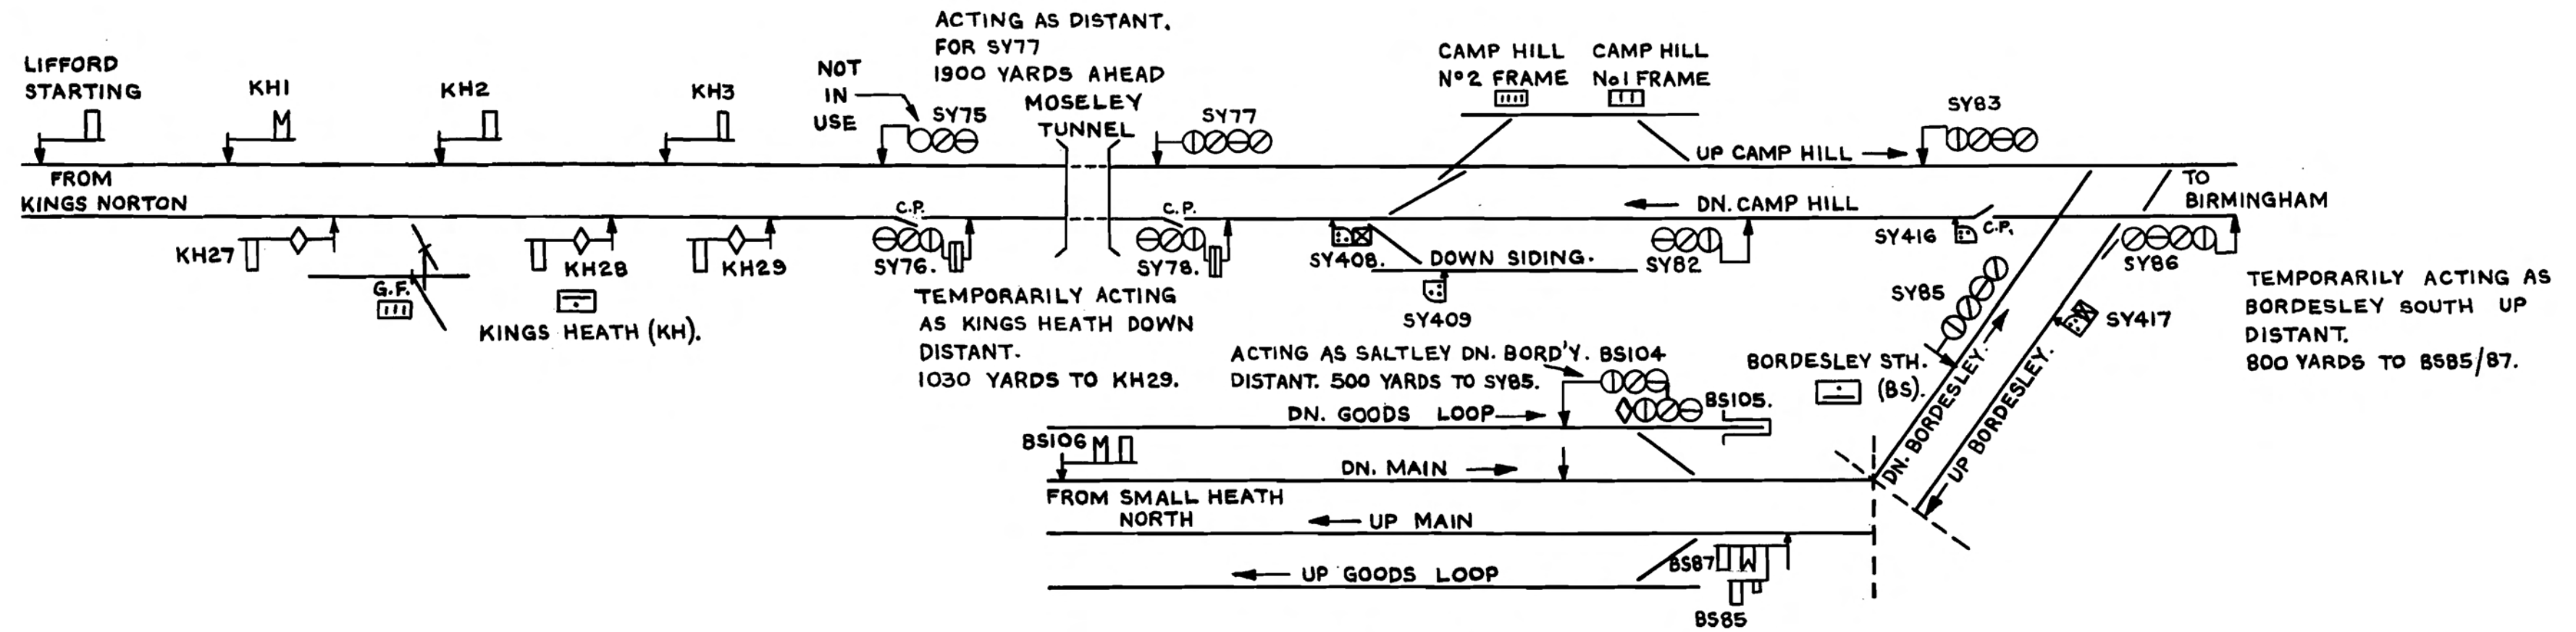 LIFFORD
STARTING
KH1
KH2
KH3
NOT
IN
USE
SY75
ACTING AS DISTANT.
FOR SY77
1900 YARDS AHEAD
MOSELEY
TUNNEL
SY77
CAMP HILL
Nº2 FRAME
CAMP HILL
No1 FRAME
SY83
UP CAMP HILL
FROM
KINGS NORTON
DN. CAMP HILL
TO
BIRMINGHAM
KH27
G.F.
KH28
KINGS HEATH (KH).
KH29
C.P.
SY76.
TEMPORARILY ACTING
AS KINGS HEATH DOWN
DISTANT.
1030 YARDS TO KH29.
C.P.
SY78.
SY408.
DOWN SIDING.
SY409
SY82
SY416
C.P.
SY86
TEMPORARILY ACTING AS
BORDESLEY SOUTH UP
DISTANT.
800 YARDS TO BS85/87.
SY85
SY417
ACTING AS SALTLEY DN. BORD'Y. BS104
DISTANT. 500 YARDS TO SY85.
BORDESLEY STH.
(BS).
DN. BORDESLEY.
UP BORDESLEY.
DN. GOODS LOOP
BS105.
BS106 M
DN. MAIN
FROM SMALL HEATH
NORTH
UP MAIN
BS87
UP GOODS LOOP
BS85